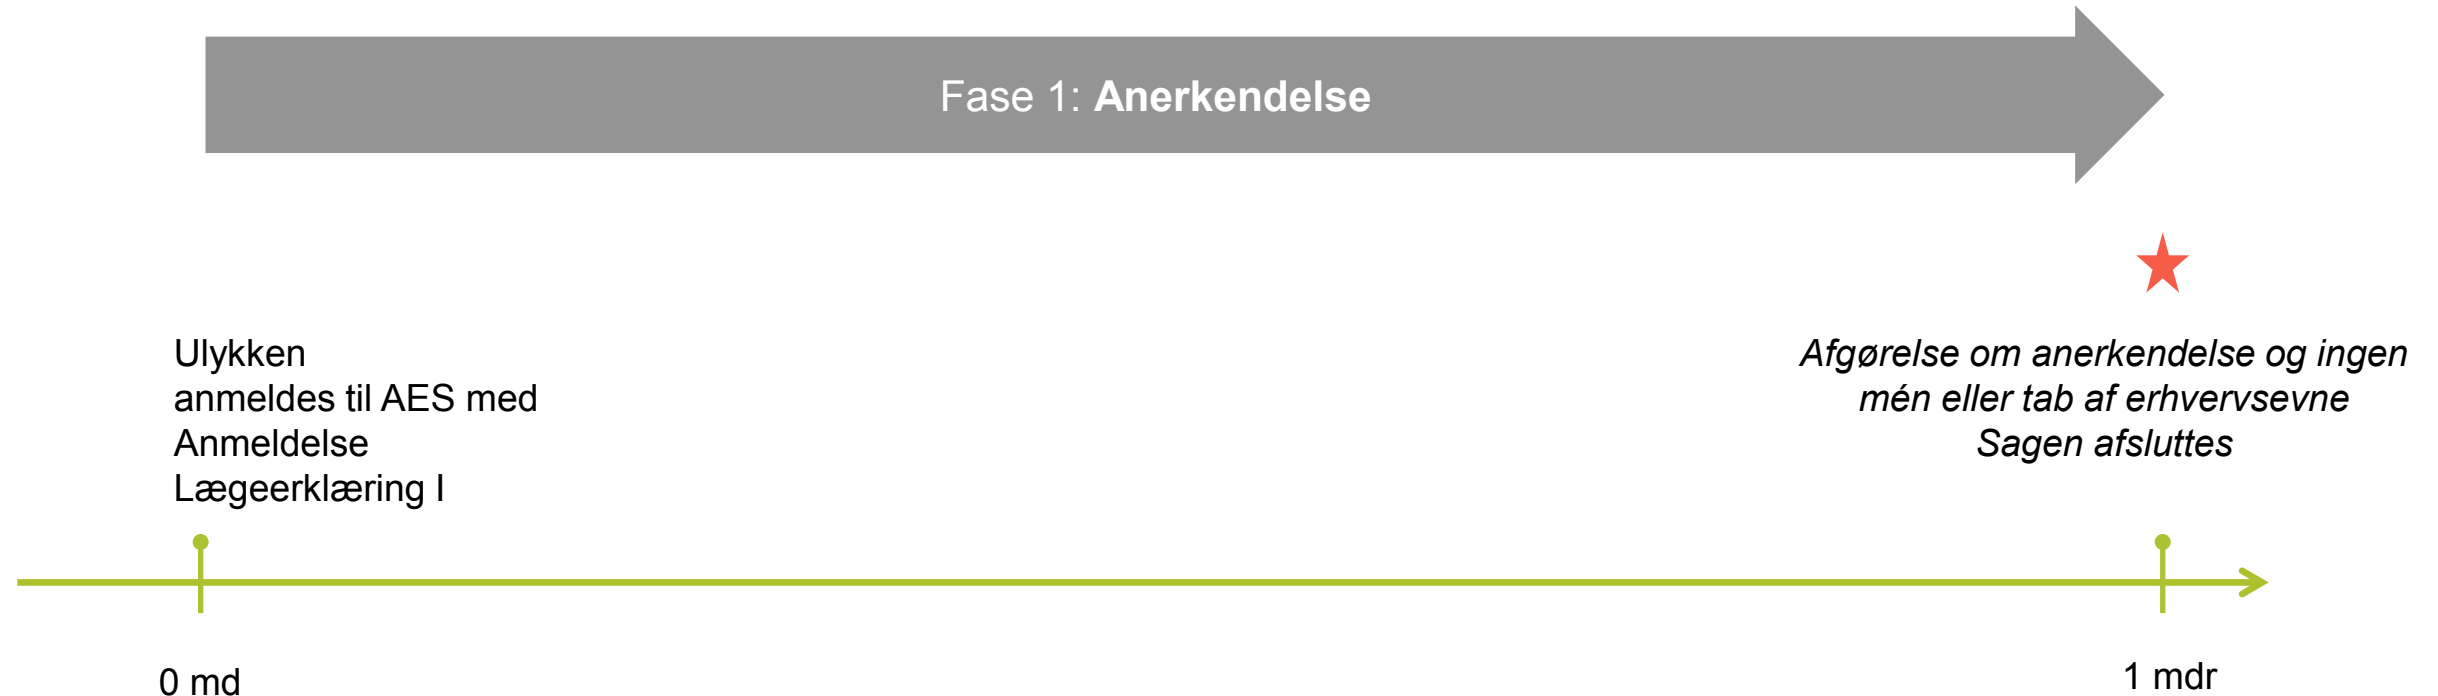 Fase 1: Anerkendelse
Ulykken
anmeldes til AES med
Anmeldelse
Lægeerklæring I
Afgørelse om anerkendelse og ingen
mén eller tab af erhvervsevne
Sagen afsluttes
0 md
1 mdr